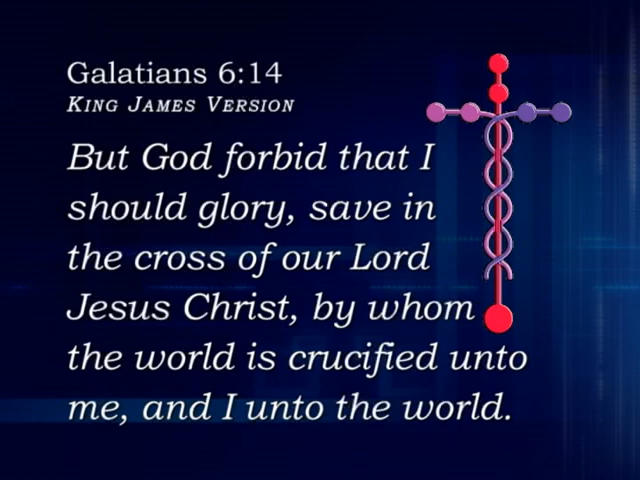 Galatians 6:14
King James Version
But God forbid that I
should glory, save in
the cross of our Lord
Jesus Christ, by whom
the world is crucified unto
me, and I unto the world.